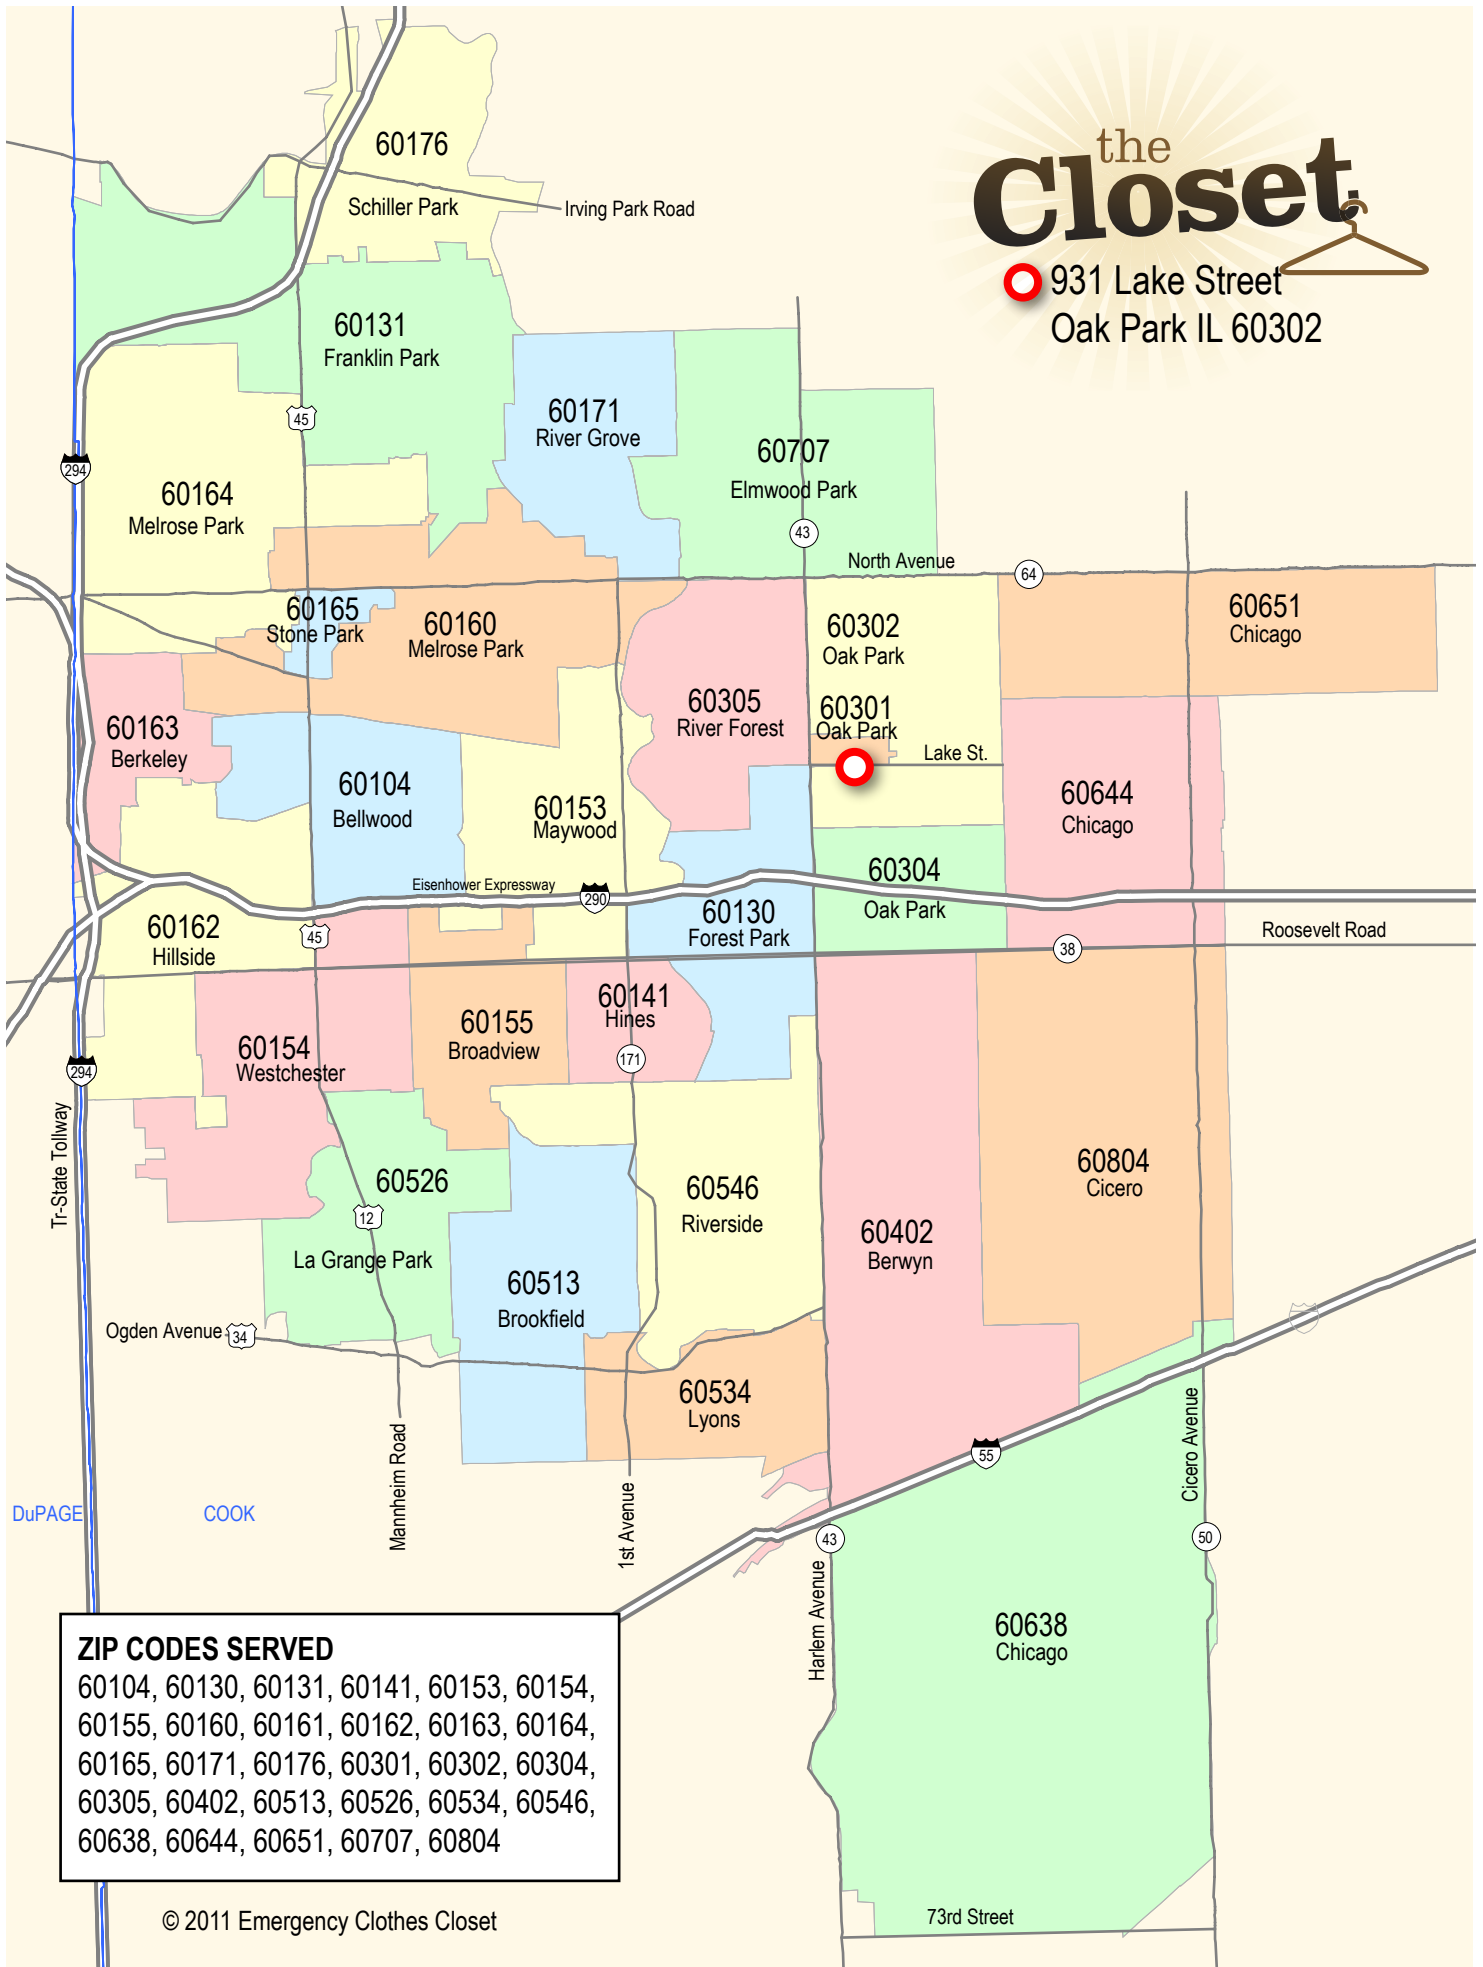 the
Closet
931 Lake Street
Oak Park IL 60302
60176
Schiller Park
Irving Park Road
60131
Franklin Park
45
60171
River Grove
60707
Elmwood Park
294
60164
Melrose Park
43
North Avenue
64
60165
Stone Park
60160
Melrose Park
60302
Oak Park
60651
Chicago
60305
River Forest
60301
Oak Park
60163
Berkeley
Lake St.
60104
Bellwood
60153
Maywood
60644
Chicago
60304
Oak Park
Eisenhower Expressway
290
60130
Forest Park
60162
Hillside
45
Roosevelt Road
38
60141
Hines
60155
Broadview
60154
Westchester
171
294
Tr-State Tollway
60526
La Grange Park
12
60546
Riverside
60804
Cicero
60402
Berwyn
60513
Brookfield
Ogden Avenue
34
60534
Lyons
Mannheim Road
1st Avenue
Cicero Avenue
55
DuPAGE
COOK
43
50
Harlem Avenue
60638
Chicago
ZIP CODES SERVED
60104, 60130, 60131, 60141, 60153, 60154,
60155, 60160, 60161, 60162, 60163, 60164,
60165, 60171, 60176, 60301, 60302, 60304,
60305, 60402, 60513, 60526, 60534, 60546,
60638, 60644, 60651, 60707, 60804
73rd Street
© 2011 Emergency Clothes Closet